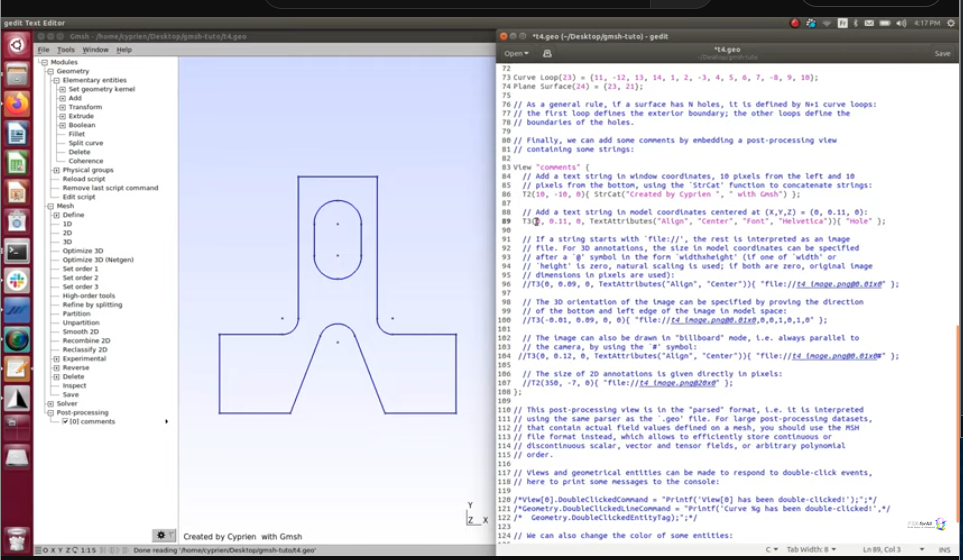 gedit Text Editor
Fr
4:17 PM
Gmsh - /home/cyprien/Desktop/gmsh-tuto/t4.geo
File Tools Window Help
Modules
Geometry
Elementary entities
Set geometry kernel
Add
Transform
Extrude
Boolean
Fillet
Split curve
Delete
Coherence
Physical groups
Reload script
Remove last script command
Edit script
Mesh
Define
1D
2D
3D
Optimize 3D
Optimize 3D (Netgen)
Set order 1
Set order 2
Set order 3
High-order tools
Refine by splitting
Partition
Unpartition
Smooth 2D
Recombine 2D
Reclassify 2D
Experimental
Reverse
Delete
Inspect
Save
Solver
Post-processing
[0] comments
Y
Z X
Created by Cyprien  with Gmsh
O X Y Z 1:15 Done reading '/home/cyprien/Desktop/gmsh-tuto/t4.geo'
*t4.geo (~/Desktop/gmsh-tuto) - gedit
Open
*t4.geo
~/Desktop/gmsh-tuto
Save
72
73 Curve Loop(23) = {11, -12, 13, 14, 1, 2, -3, 4, 5, 6, 7, -8, 9, 10};
74 Plane Surface(24) = {23, 21};
75
76 // As a general rule, if a surface has N holes, it is defined by N+1 curve loops:
77 // the first loop defines the exterior boundary; the other loops define the
78 // boundaries of the holes.
79
80 // Finally, we can add some comments by embedding a post-processing view
81 // containing some strings:
82
83 View "comments" {
84 // Add a text string in window coordinates, 10 pixels from the left and 10
85 // pixels from the bottom, using the `StrCat' function to concatenate strings:
86 T2(10, -10, 0){ StrCat("Created by Cyprien ", " with Gmsh") };
87
88 // Add a text string in model coordinates centered at (X,Y,Z) = (0, 0.11, 0):
89 T3(0, 0.11, 0, TextAttributes("Align", "Center", "Font", "Helvetica")){ "Hole" };
90
91 // If a string starts with `file://', the rest is interpreted as an image
92 // file. For 3D annotations, the size in model coordinates can be specified
93 // after a `@' symbol in the form `widthxheight' (if one of `width' or
94 // `height' is zero, natural scaling is used; if both are zero, original image
95 // dimensions in pixels are used):
96 //T3(0, 0.09, 0, TextAttributes("Align", "Center")){ "file://t4_image.png@0.01x0" };
97
98 // The 3D orientation of the image can be specified by proving the direction
99 // of the bottom and left edge of the image in model space:
100 //T3(-0.01, 0.09, 0, 0){ "file://t4_image.png@0.01x0,0,0,1,0,1,0" };
101
102 // The image can also be drawn in "billboard" mode, i.e. always parallel to
103 // the camera, by using the `#' symbol:
104 //T3(0, 0.12, 0, TextAttributes("Align", "Center")){ "file://t4_image.png@0.01x0#" };
105
106 // The size of 2D annotations is given directly in pixels:
107 //T2(350, -7, 0){ "file://t4_image.png@20x0" };
108 };
109
110 // This post-processing view is in the "parsed" format, i.e. it is interpreted
111 // using the same parser as the `.geo' file. For large post-processing datasets,
112 // that contain actual field values defined on a mesh, you should use the MSH
113 // file format instead, which allows to efficiently store continuous or
114 // discontinuous scalar, vector and tensor fields, or arbitrary polynomial
115 // order.
116
117 // Views and geometrical entities can be made to respond to double-click events,
118 // here to print some messages to the console:
119
120 /*View[0].DoubleClickedCommand = "Printf('View[0] has been double-clicked!');";*/
121 /*Geometry.DoubleClickedLineCommand = "Printf('Curve %g has been double-clicked!',*/
122 /* Geometry.DoubleClickedEntityTag);";*/
123
124 // We can also change the color of some entities:
C Tab Width: 8 Ln 89, Col 3 INS